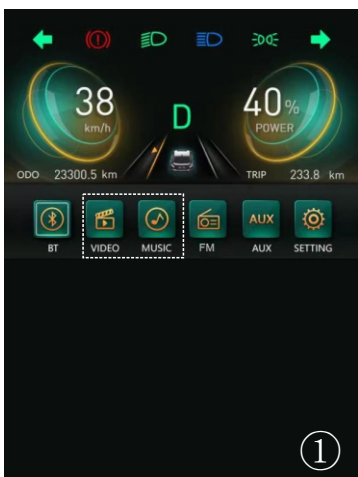 38
km/h
D
40%
POWER
ODO 23300.5 km
TRIP 233.8 km
AUX
BT
VIDEO
MUSIC
FM
AUX
SETTING
①